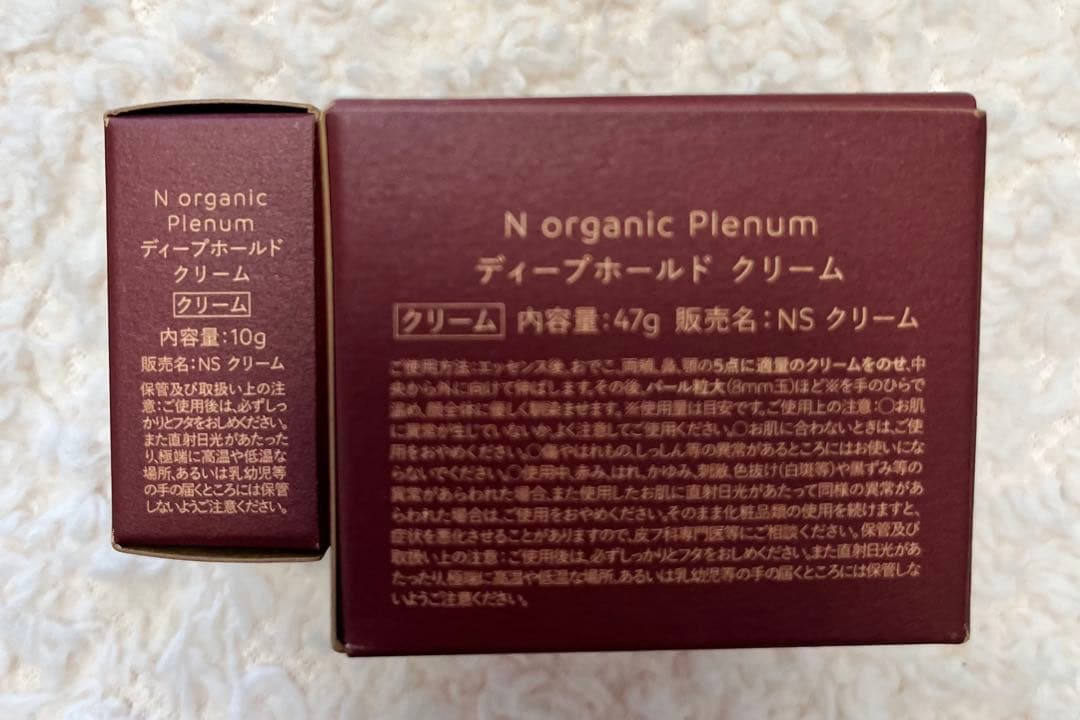 N organic
Plenum
ディープホールド
クリーム
クリーム
内容量:10g
販売名:NS クリーム
保管及び取扱い上の注
意:ご使用後は、必ずしっ
かりとフタをおしめください。
また直射日光があたった
り、極端に高温や低温な
場所、あるいは乳幼児等
の手の届くところには保管
しないようご注意ください。
N organic Plenum
ディープホールド クリーム
クリーム 内容量:47g 販売名:NS クリーム
ご使用方法:エッセンス後、おでこ、両頬、鼻、顎の5点に適量のクリームをのせ、中
央から外に向けて伸ばします。その後、パール粒大(8mm玉)ほど※を手のひらで
温め、顔全体に優しく馴染ませます。※使用量は目安です。ご使用上の注意:○お肌
に異常が生じていないかよく注意してご使用ください。○お肌に合わないときは、ご使
用をおやめください。○傷やはれもの、しっしん等の異常があるところにはお使いにな
らないでください。○使用中、赤み、はれ、かゆみ、刺激、色抜け(白斑等)や黒ずみ等の
異常があらわれた場合、また使用したお肌に直射日光があたって同様の異常があ
らわれた場合は、ご使用をおやめください。そのまま化粧品類の使用を続けますと、
症状を悪化させることがありますので、皮フ科専門医等にご相談ください。保管及び
取扱い上の注意:ご使用後は、必ずしっかりとフタをおしめください。また直射日光があ
たったり、極端に高温や低温な場所、あるいは乳幼児等の手の届くところには保管しな
いようご注意ください。